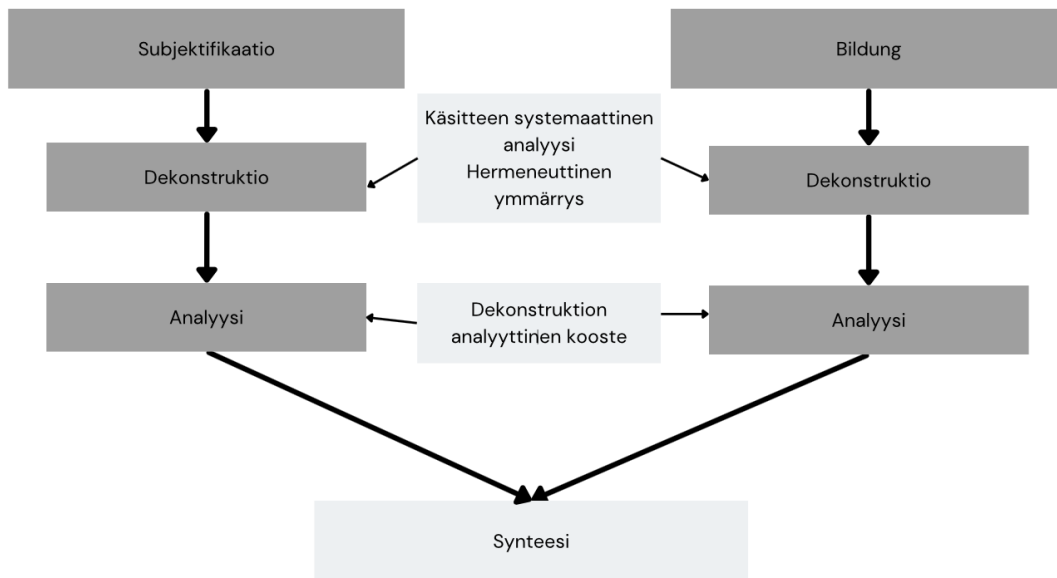 Subjektifikaatio
Bildung
Käsitteen systemaattinen
analyysi
Hermeneuttinen
ymmärrys
Dekonstruktio
Dekonstruktio
Analyysi
Dekonstruktion
analyyttinen kooste
Analyysi
Synteesi